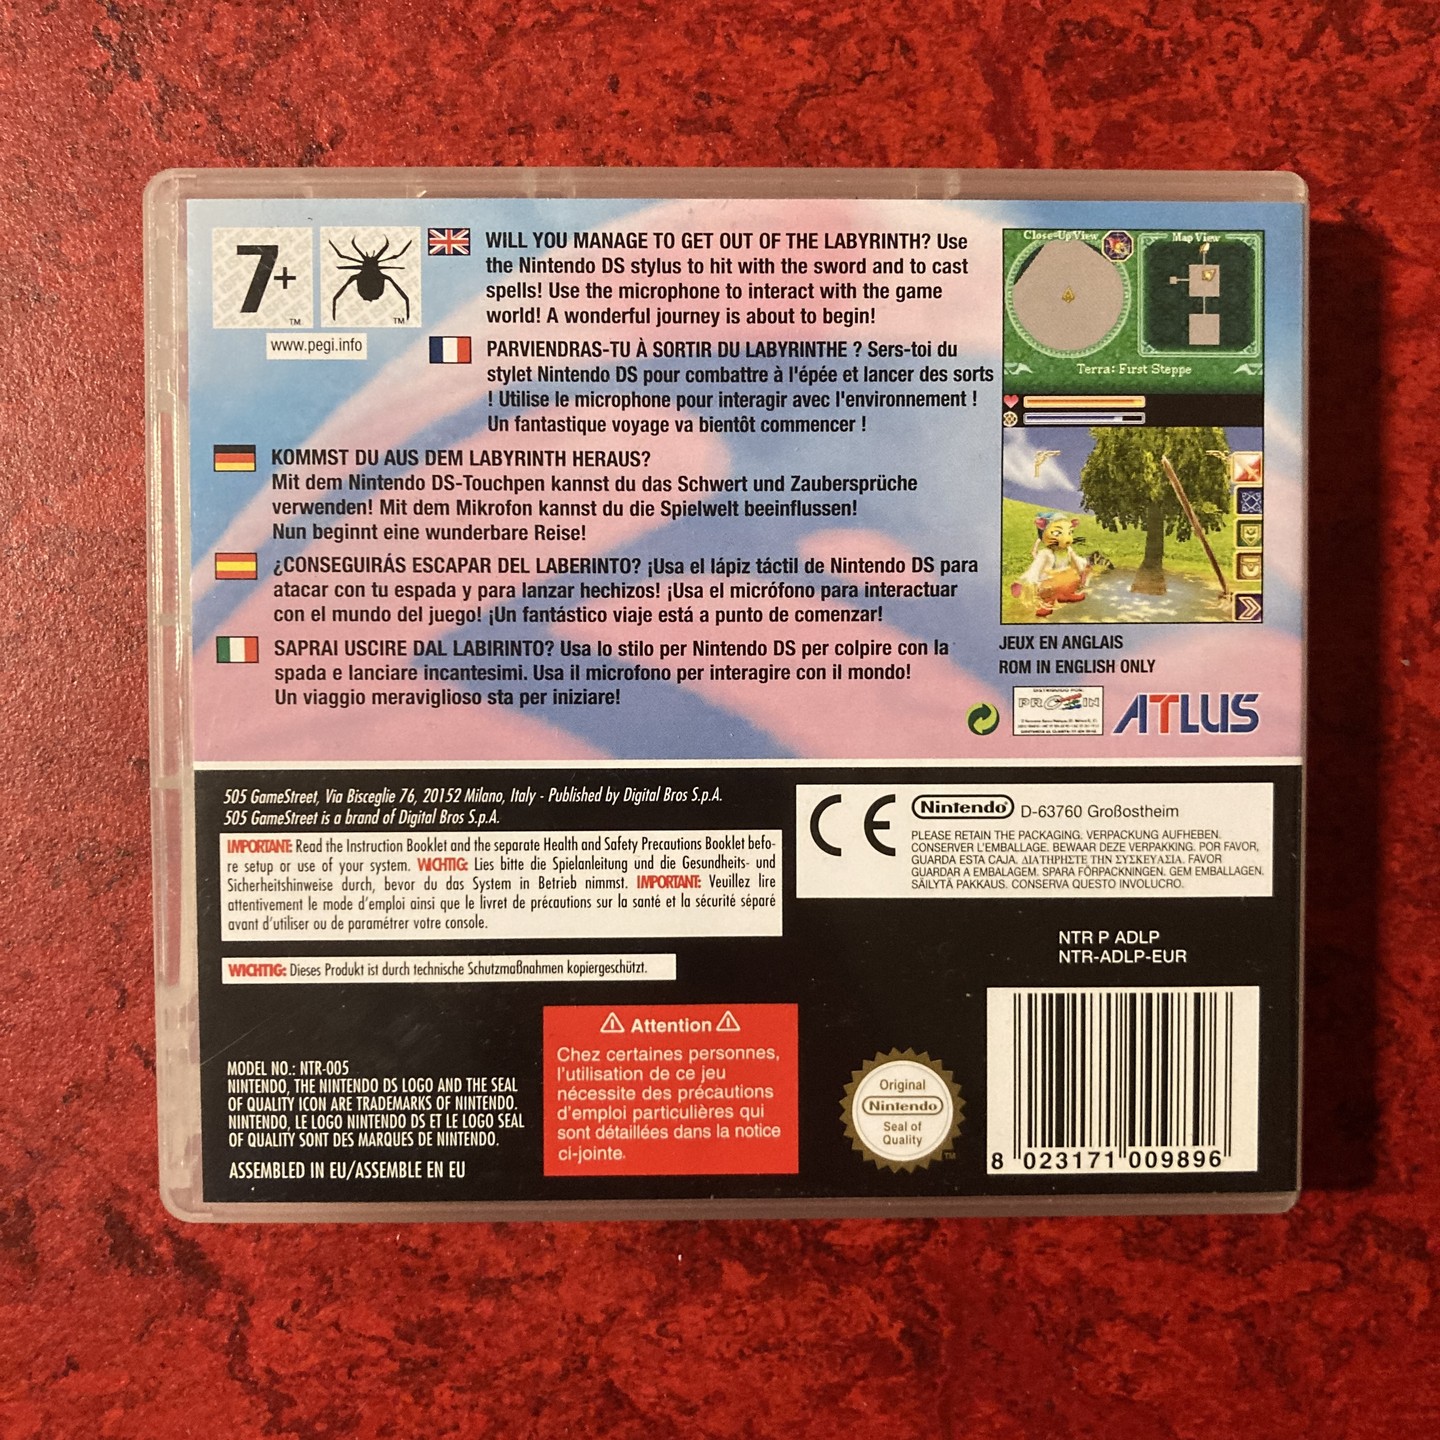 7+
TM
TM
www.pegi.info
WILL YOU MANAGE TO GET OUT OF THE LABYRINTH? Use
the Nintendo DS stylus to hit with the sword and to cast
spells! Use the microphone to interact with the game
world! A wonderful journey is about to begin!
PARVIENDRAS-TU À SORTIR DU LABYRINTHE ? Sers-toi du
stylet Nintendo DS pour combattre à l'épée et lancer des sorts
! Utilise le microphone pour interagir avec l'environnement !
Un fantastique voyage va bientôt commencer !
KOMMST DU AUS DEM LABYRINTH HERAUS?
Mit dem Nintendo DS-Touchpen kannst du das Schwert und Zaubersprüche
verwenden! Mit dem Mikrofon kannst du die Spielwelt beeinflussen!
Nun beginnt eine wunderbare Reise!
¿CONSEGUIRÁS ESCAPAR DEL LABERINTO? ¡Usa el lápiz táctil de Nintendo DS para
atacar con tu espada y para lanzar hechizos! ¡Usa el micrófono para interactuar
con el mundo del juego! ¡Un fantástico viaje está a punto de comenzar!
SAPRAI USCIRE DAL LABIRINTO? Usa lo stilo per Nintendo DS per colpire con la
spada e lanciare incantesimi. Usa il microfono per interagire con il mondo!
Un viaggio meraviglioso sta per iniziare!
Close-Up View
Map View
Terra: First Steppe
JEUX EN ANGLAIS
ROM IN ENGLISH ONLY
DISTRIBUIDO POR:
PROEIN
ATLUS
505 GameStreet, Via Bisceglie 76, 20152 Milano, Italy - Published by Digital Bros S.p.A.
505 GameStreet is a brand of Digital Bros S.p.A.
IMPORTANT: Read the Instruction Booklet and the separate Health and Safety Precautions Booklet befo-
re setup or use of your system. WICHTIG: Lies bitte die Spielanleitung und die Gesundheits- und
Sicherheitshinweise durch, bevor du das System in Betrieb nimmst. IMPORTANT: Veuillez lire
attentivement le mode d'emploi ainsi que le livret de précautions sur la santé et la sécurité séparé
avant d'utiliser ou de paramétrer votre console.
WICHTIG: Dieses Produkt ist durch technische Schutzmaßnahmen kopiergeschützt.
CE
Nintendo® D-63760 Großostheim
PLEASE RETAIN THE PACKAGING. VERPACKUNG AUFHEBEN.
CONSERVER L'EMBALLAGE. BEWAAR DEZE VERPAKKING. POR FAVOR,
GUARDA ESTA CAJA. ΔΙΑΤΗΡΗΣΤΕ ΤΗΝ ΣΥΣΚΕΥΑΣΙΑ. FAVOR
GUARDAR A EMBALAGEM. SPARA FÖRPACKNINGEN. GEM EMBALLAGEN.
SÄILYTÄ PAKKAUS. CONSERVA QUESTO INVOLUCRO.
NTR P ADLP
NTR-ADLP-EUR
MODEL NO.: NTR-005
NINTENDO, THE NINTENDO DS LOGO AND THE SEAL
OF QUALITY ICON ARE TRADEMARKS OF NINTENDO.
NINTENDO, LE LOGO NINTENDO DS ET LE LOGO SEAL
OF QUALITY SONT DES MARQUES DE NINTENDO.
ASSEMBLED IN EU/ASSEMBLE EN EU
Attention
Chez certaines personnes,
l'utilisation de ce jeu
nécessite des précautions
d'emploi particulières qui
sont détaillées dans la notice
ci-jointe.
Original
Nintendo
Seal of
Quality
TM
8 023171 009896